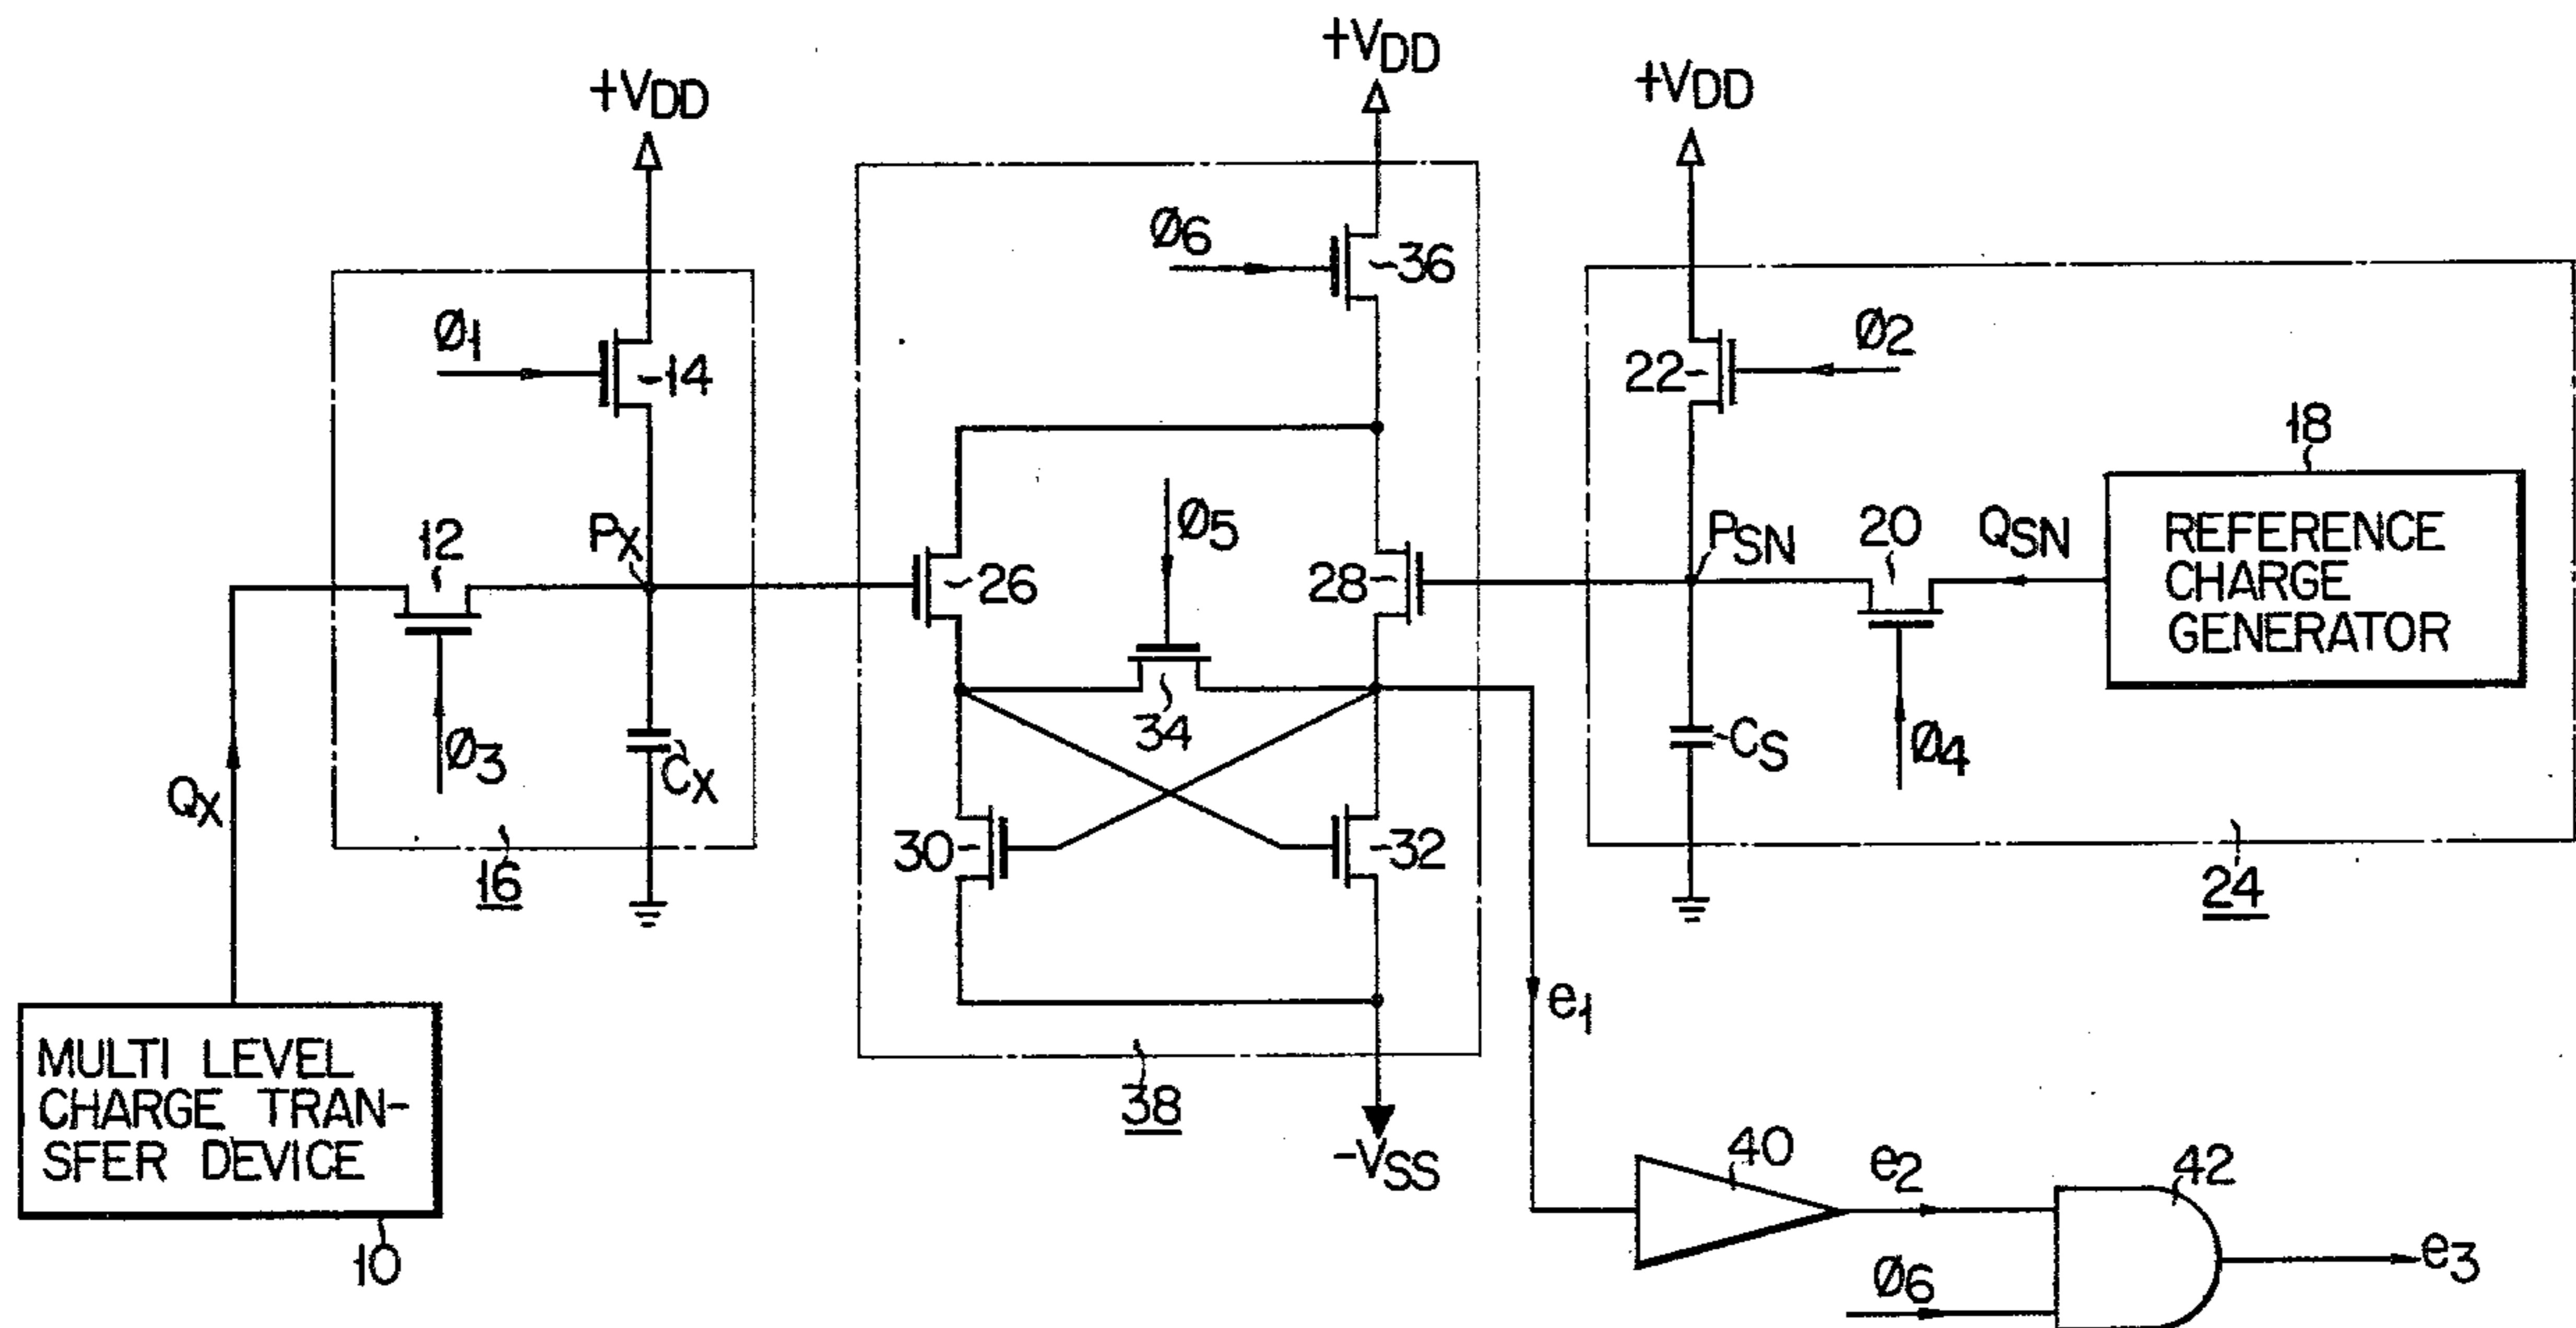 +VDD
+VDD
+VDD
Ø6
36
Ø1
14
Ø2
22
18
12
PX
26
Ø5
28
PSN
20
QSN
REFERENCE
CHARGE
GENERATOR
34
Ø3
CX
CS
Ø4
QX
30
32
16
24
e1
MULTI LEVEL
CHARGE TRAN-
SFER DEVICE
38
-VSS
40
e2
42
10
Ø6
e3